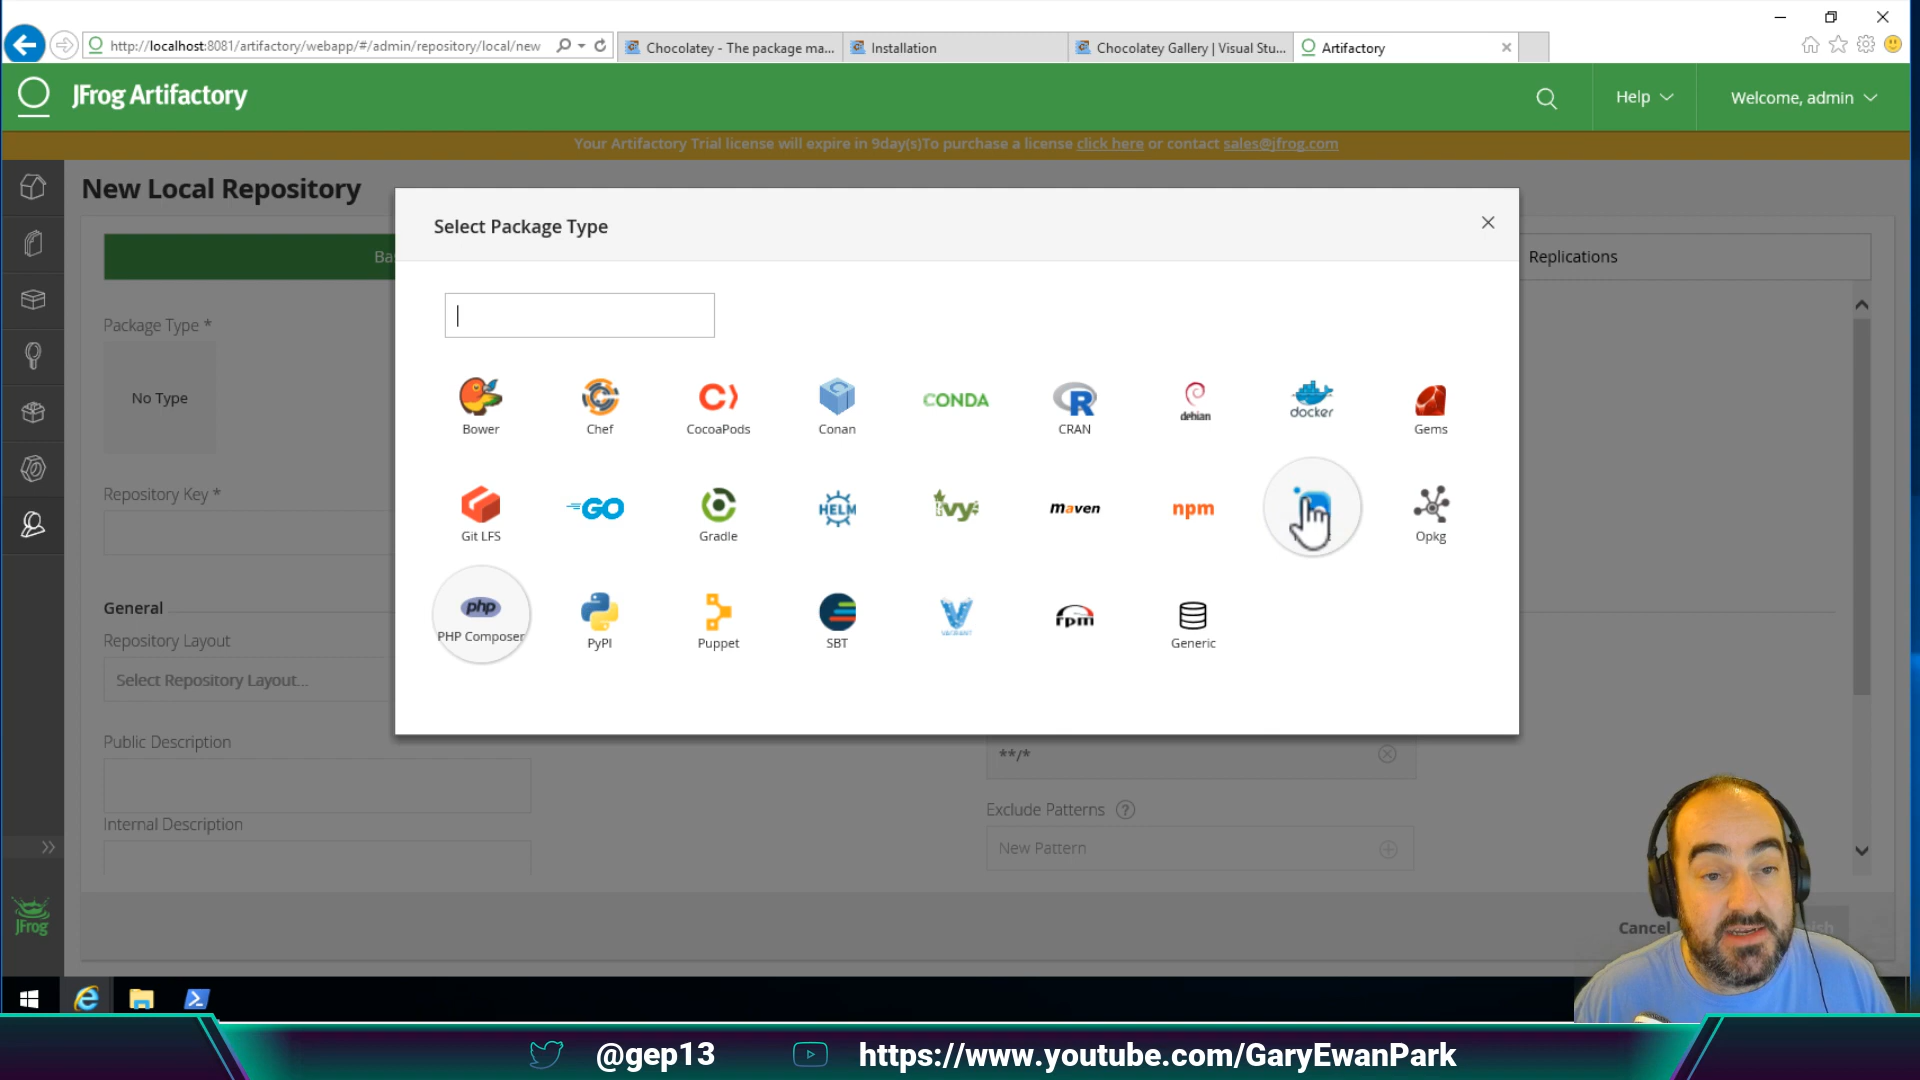 http://localhost:8081/artifactory/webapp/#/admin/repository/local/new
Chocolatey - The package ma...
Installation
Chocolatey Gallery | Visual Stu...
Artifactory
JFrog Artifactory
Help
Welcome, admin
Your Artifactory Trial license will expire in 9day(s)To purchase a license click here or contact sales@jfrog.com
New Local Repository
Select Package Type
Ba
Replications
Package Type *
No Type
Bower
Chef
CocoaPods
Conan
CONDA
CRAN
debian
docker
Gems
Repository Key *
Git LFS
GO
Gradle
HELM
ivy
maven
npm
Opkg
General
php
PHP Composer
PyPI
Puppet
SBT
VAGRANT
rpm
Generic
Repository Layout
Select Repository Layout...
Public Description
**/*
Exclude Patterns
Internal Description
New Pattern
JFrog
Cancel
@gep13
https://www.youtube.com/GaryEwanPark